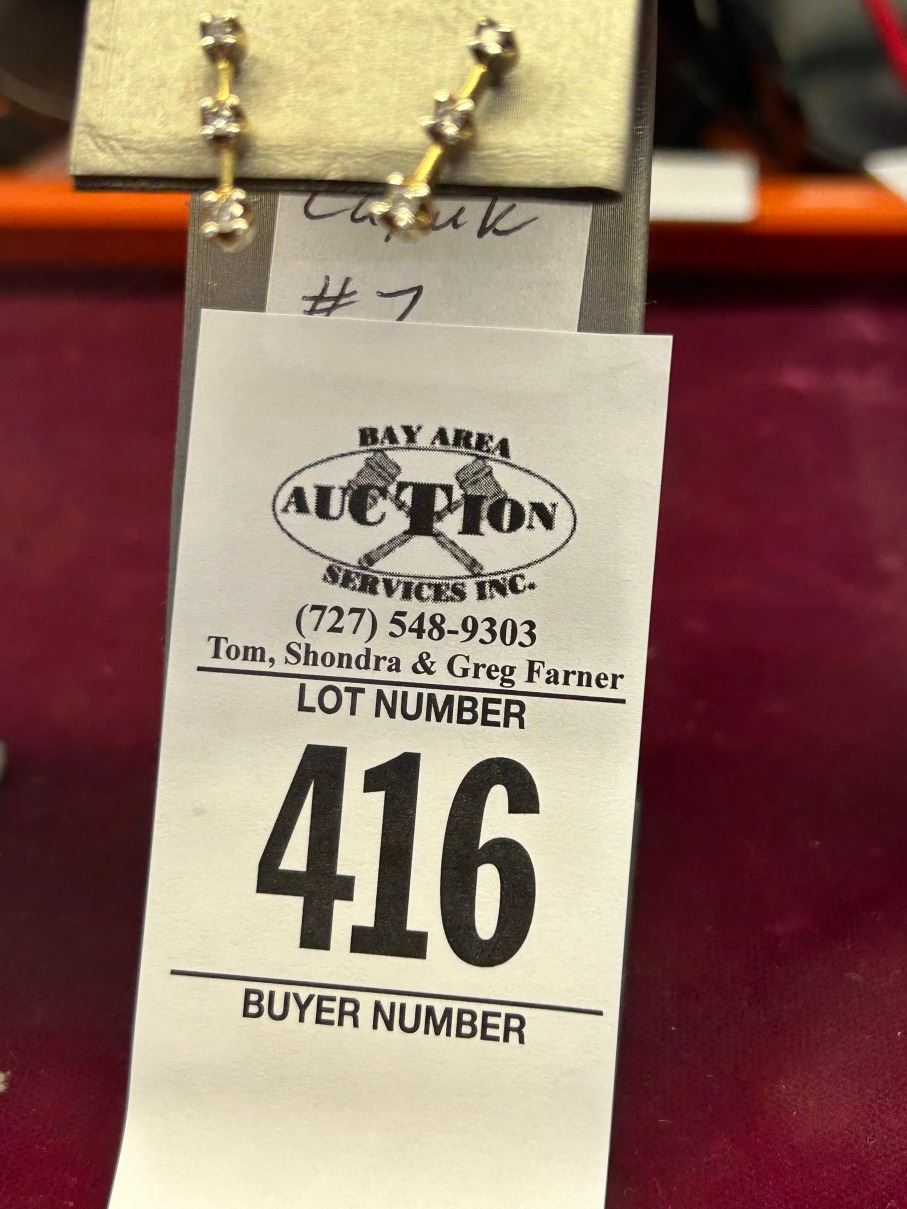 #7
BAY AREA
AUCTION
SERVICES INC.
(727) 548-9303
Tom, Shondra & Greg Farner
LOT NUMBER
416
BUYER NUMBER